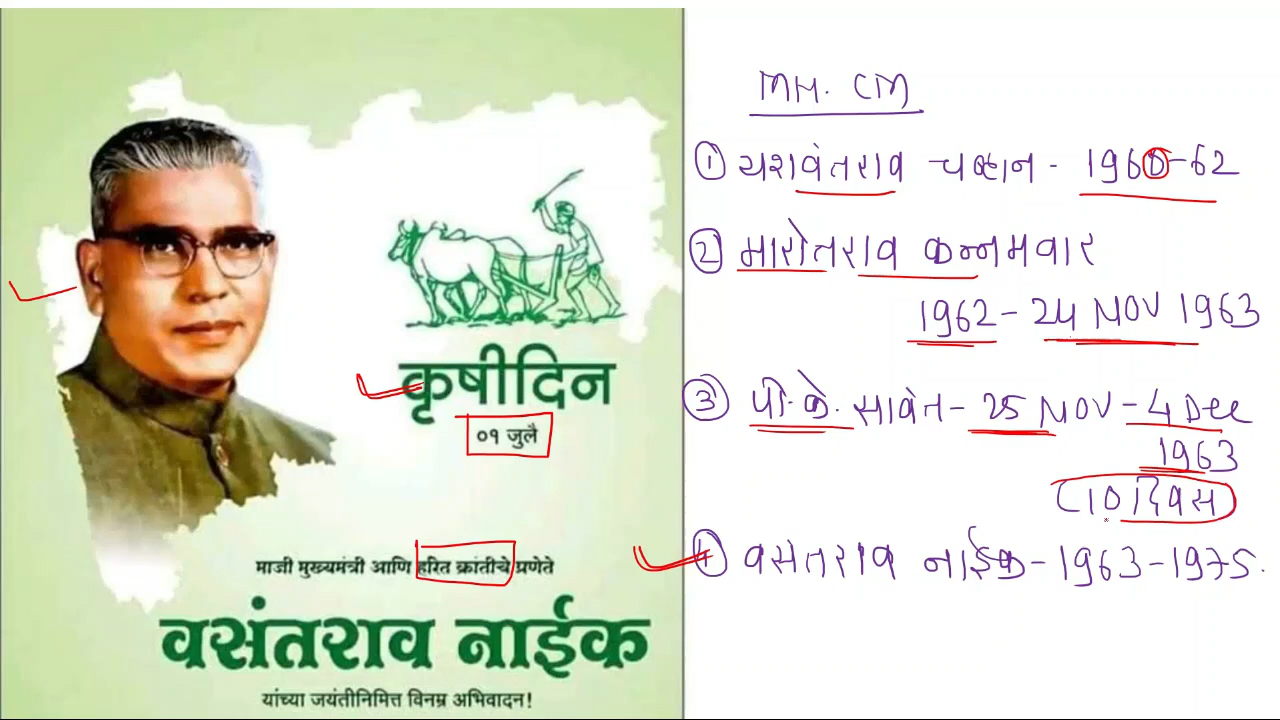 कृषीदिन
०१ जुलै
माजी मुख्यमंत्री आणि हरित क्रांतीचे प्रणेते
वसंतराव नाईक
यांच्या जयंतीनिमित्त विनम्र अभिवादन!
MH. CM
① यशवंतराव चव्हान - 1960-62
② मारोतराव कन्नमवार
1962 - 24 NOV 1963
③ पी.के. सावंत - 25 NOV - 4 Dec
1963
(10 दिवस
वसंतराव नाईक - 1963 - 1975.